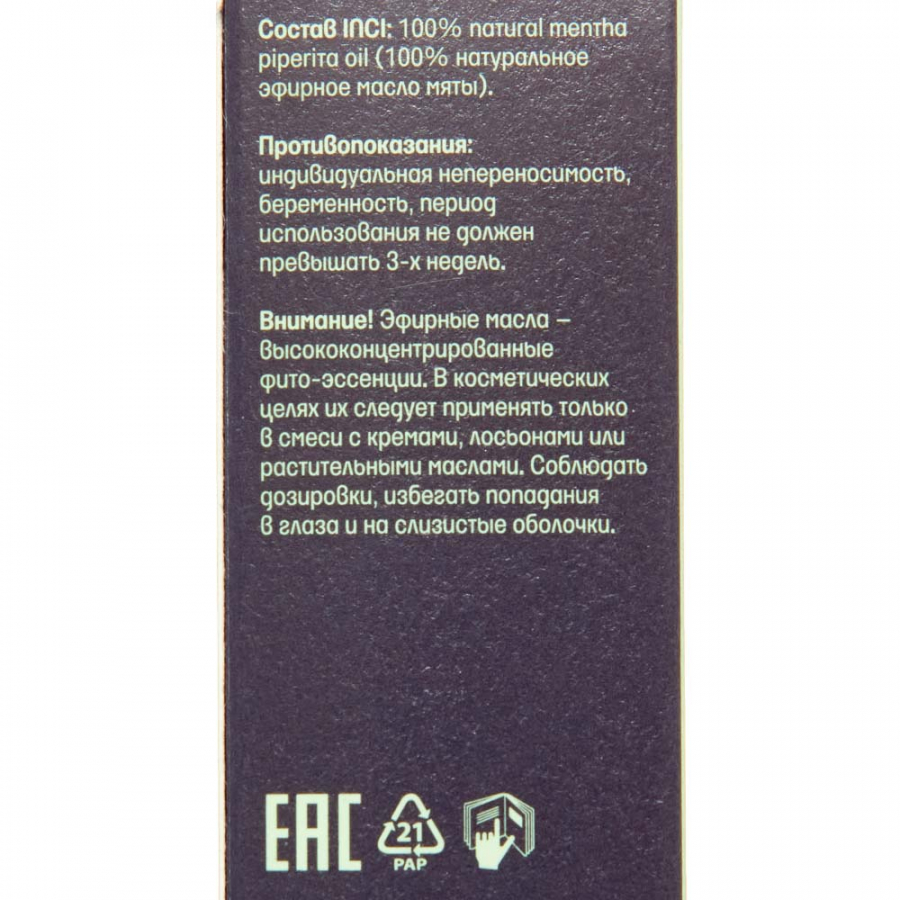 Состав INCI: 100% natural mentha
piperita oil (100% натуральное
эфирное масло мяты).
Противопоказания:
индивидуальная непереносимость,
беременность, период
использования не должен
превышать 3-х недель.
Внимание! Эфирные масла –
высококонцентрированные
фито-эссенции. В косметических
целях их следует применять только
в смеси с кремами, лосьонами или
растительными маслами. Соблюдать
дозировки, избегать попадания
в глаза и на слизистые оболочки.
EAC
21
PAP